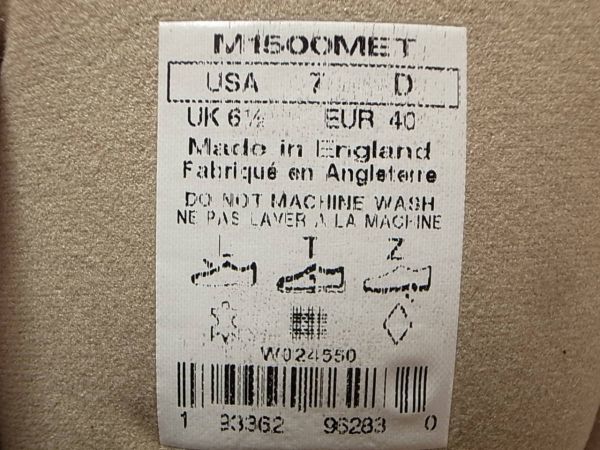 M1500MET
USA 7 D
UK 6½ EUR 40
Made in England
Fabriqué en Angleterre
DO NOT MACHINE WASH
NE PAS LAVER A LA MACHINE
L T Z
W024550
1 93362 96283 0